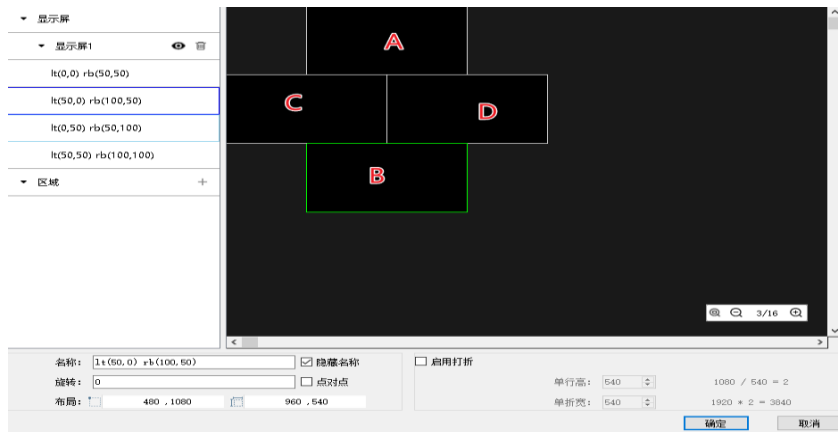 显示屏
显示屏1
lt(0,0) rb(50,50)
lt(50,0) rb(100,50)
lt(0,50) rb(50,100)
lt(50,50) rb(100,100)
区域
A
C
D
B
3/16
名称: lt(50,0) rb(100,50) 隐藏名称
旋转: 0 点对点
布局: 480 ,1080 960 ,540
启用打折
单行高: 540 1080 / 540 = 2
单折宽: 540 1920 * 2 = 3840
确定 取消